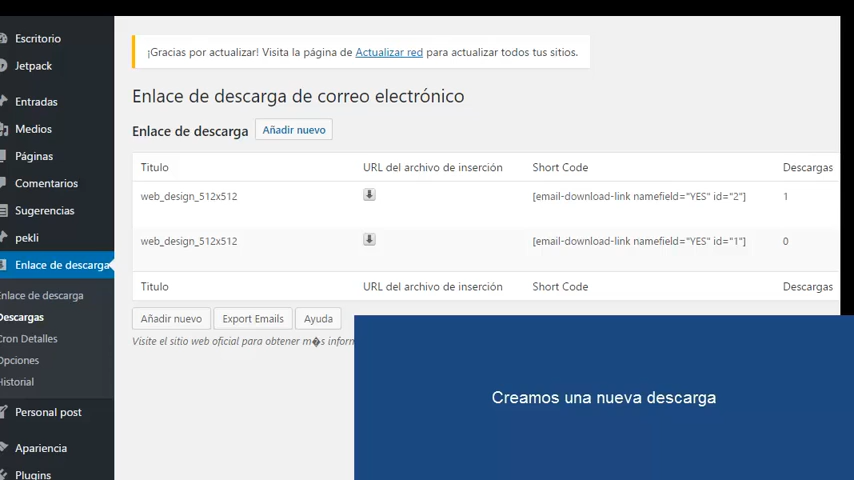 Escritorio
Jetpack
Entradas
Medios
Páginas
Comentarios
Sugerencias
pekli
Enlace de descarga
Enlace de descarga
Descargas
Cron Detalles
Opciones
Historial
Personal post
Apariencia
Plugins
¡Gracias por actualizar! Visita la página de Actualizar red para actualizar todos tus sitios.
Enlace de descarga de correo electrónico
Enlace de descarga Añadir nuevo
Titulo URL del archivo de inserción Short Code Descargas
web_design_512x512 [email-download-link namefield="YES" id="2"] 1
web_design_512x512 [email-download-link namefield="YES" id="1"] 0
Titulo URL del archivo de inserción Short Code Descargas
Añadir nuevo Export Emails Ayuda
Visite el sitio web oficial para obtener m�s inform
Creamos una nueva descarga